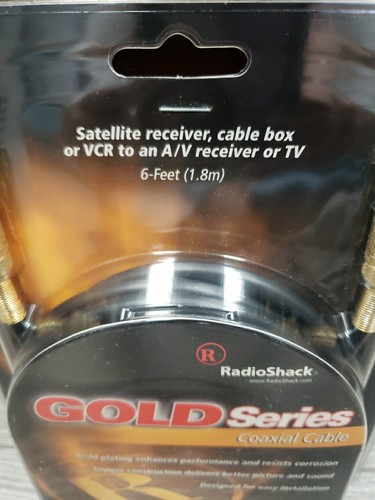 Satellite receiver, cable box
or VCR to an A/V receiver or TV
6-Feet (1.8m)
R
RadioShack®
www.RadioShack.com
GOLD Series
Coaxial Cable
Gold plating enhances performance and resists corrosion
Unique construction delivers better picture and sound
Designed for easy installation